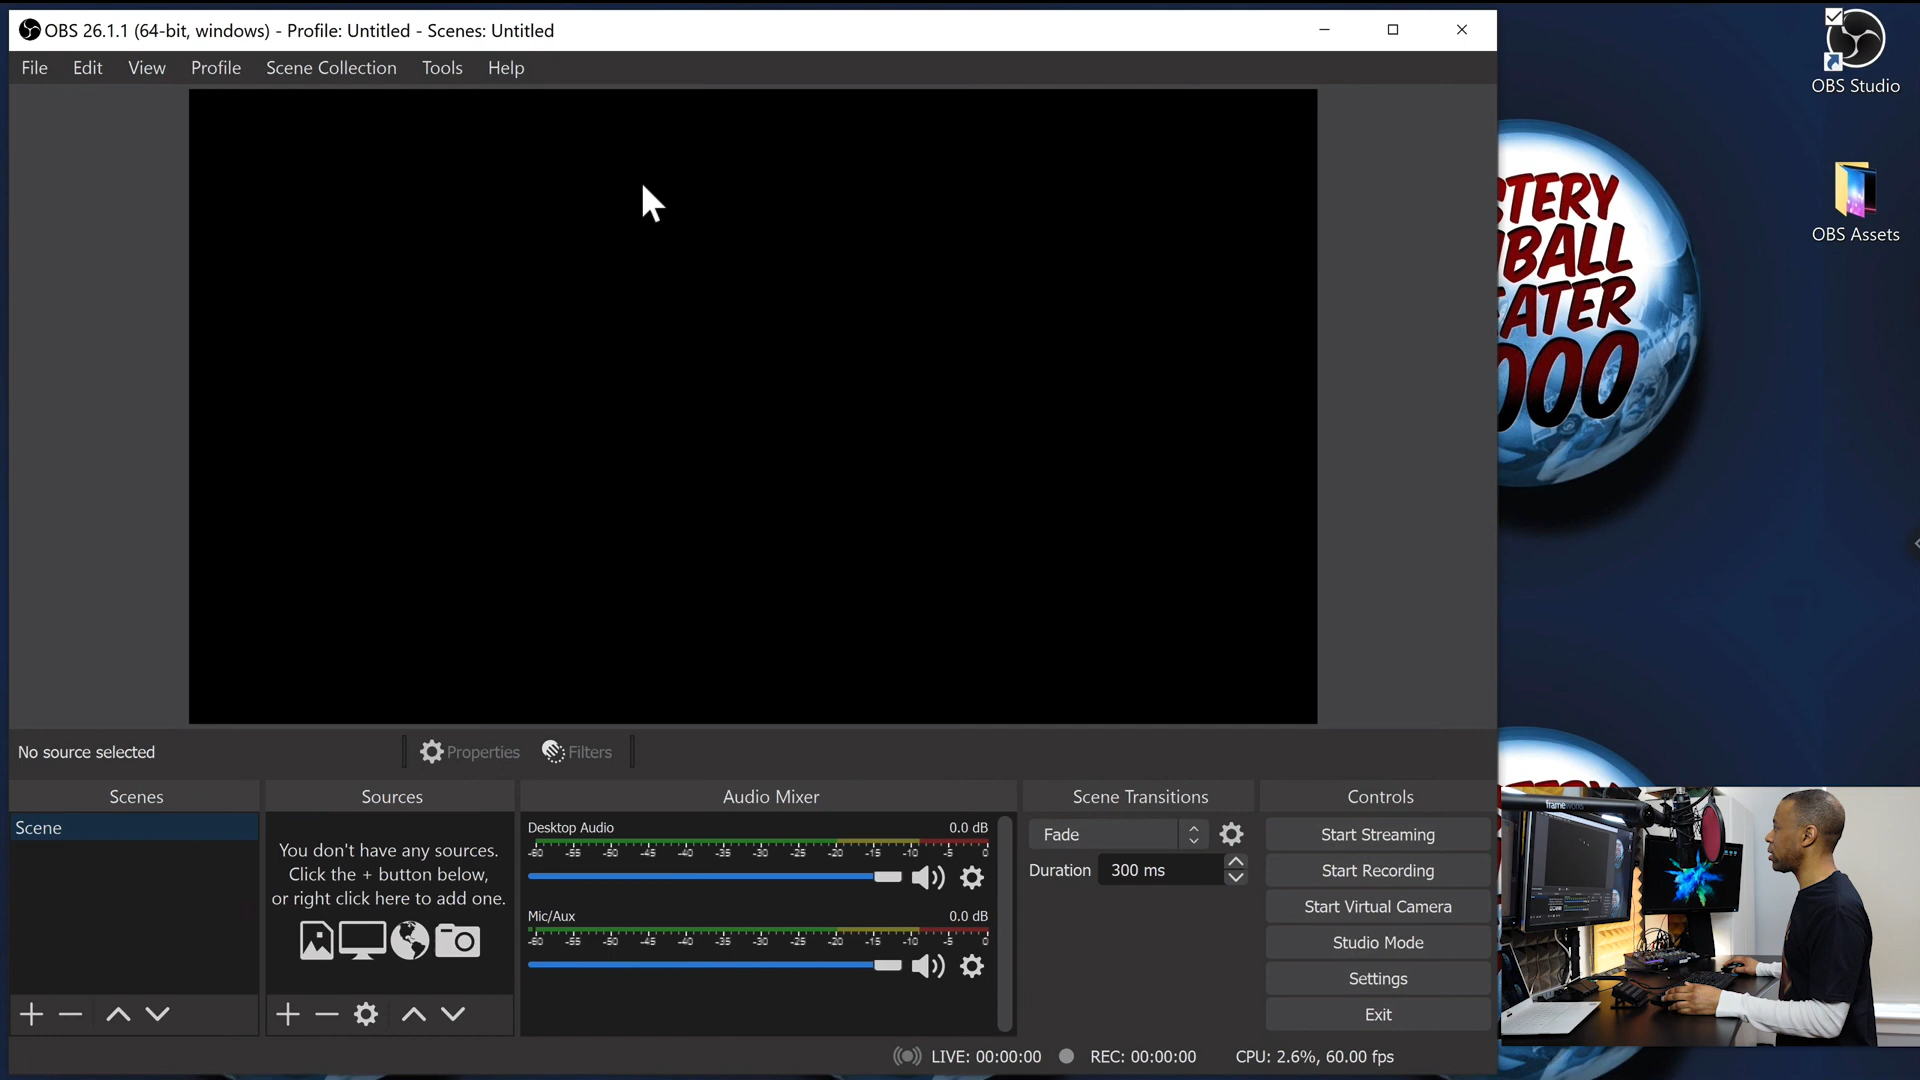 OBS 26.1.1 (64-bit, windows) - Profile: Untitled - Scenes: Untitled
File Edit View Profile Scene Collection Tools Help
OBS Studio
OBS Assets
STERY
BALL
EATER
000
No source selected
Properties
Filters
Scenes
Scene
Sources
You don't have any sources.
Click the + button below,
or right click here to add one.
Audio Mixer
Desktop Audio 0.0 dB
-60 -55 -50 -45 -40 -35 -30 -25 -20 -15 -10 -5 0
Mic/Aux 0.0 dB
-60 -55 -50 -45 -40 -35 -30 -25 -20 -15 -10 -5 0
Scene Transitions
Fade
Duration 300 ms
Controls
Start Streaming
Start Recording
Start Virtual Camera
Studio Mode
Settings
Exit
LIVE: 00:00:00 REC: 00:00:00 CPU: 2.6%, 60.00 fps
frameworks